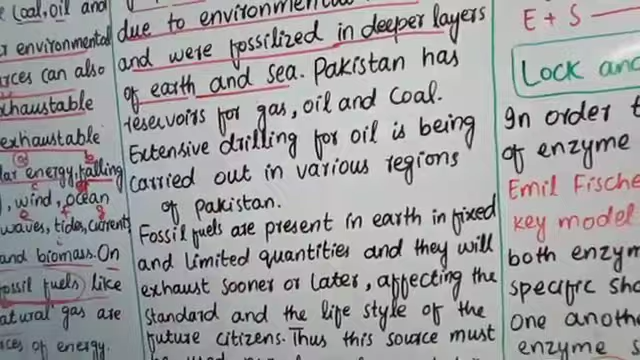 Coal, oil and
environmental
rces can also
xhaustable
exhaustable
lar energy, falling
, wind, ocean
waves, tides, currents
and biomass. On
ossil fuels like
atural gas are
ces of energy.
due to environmental
and were fossilized in deeper layers
of earth and sea. Pakistan has
reservoirs for gas, oil and coal.
Extensive drilling for oil is being
carried out in various regions
of Pakistan.
Fossil fuels are present in earth in fixed
and limited quantities and they will
exhaust sooner or later, affecting the
standard and the life style of the
future citizens. Thus this source must
E + S
Lock and
In order t
of enzyme
Emil Fische
key model
both enzym
specific sha
one anoth
enzyme s